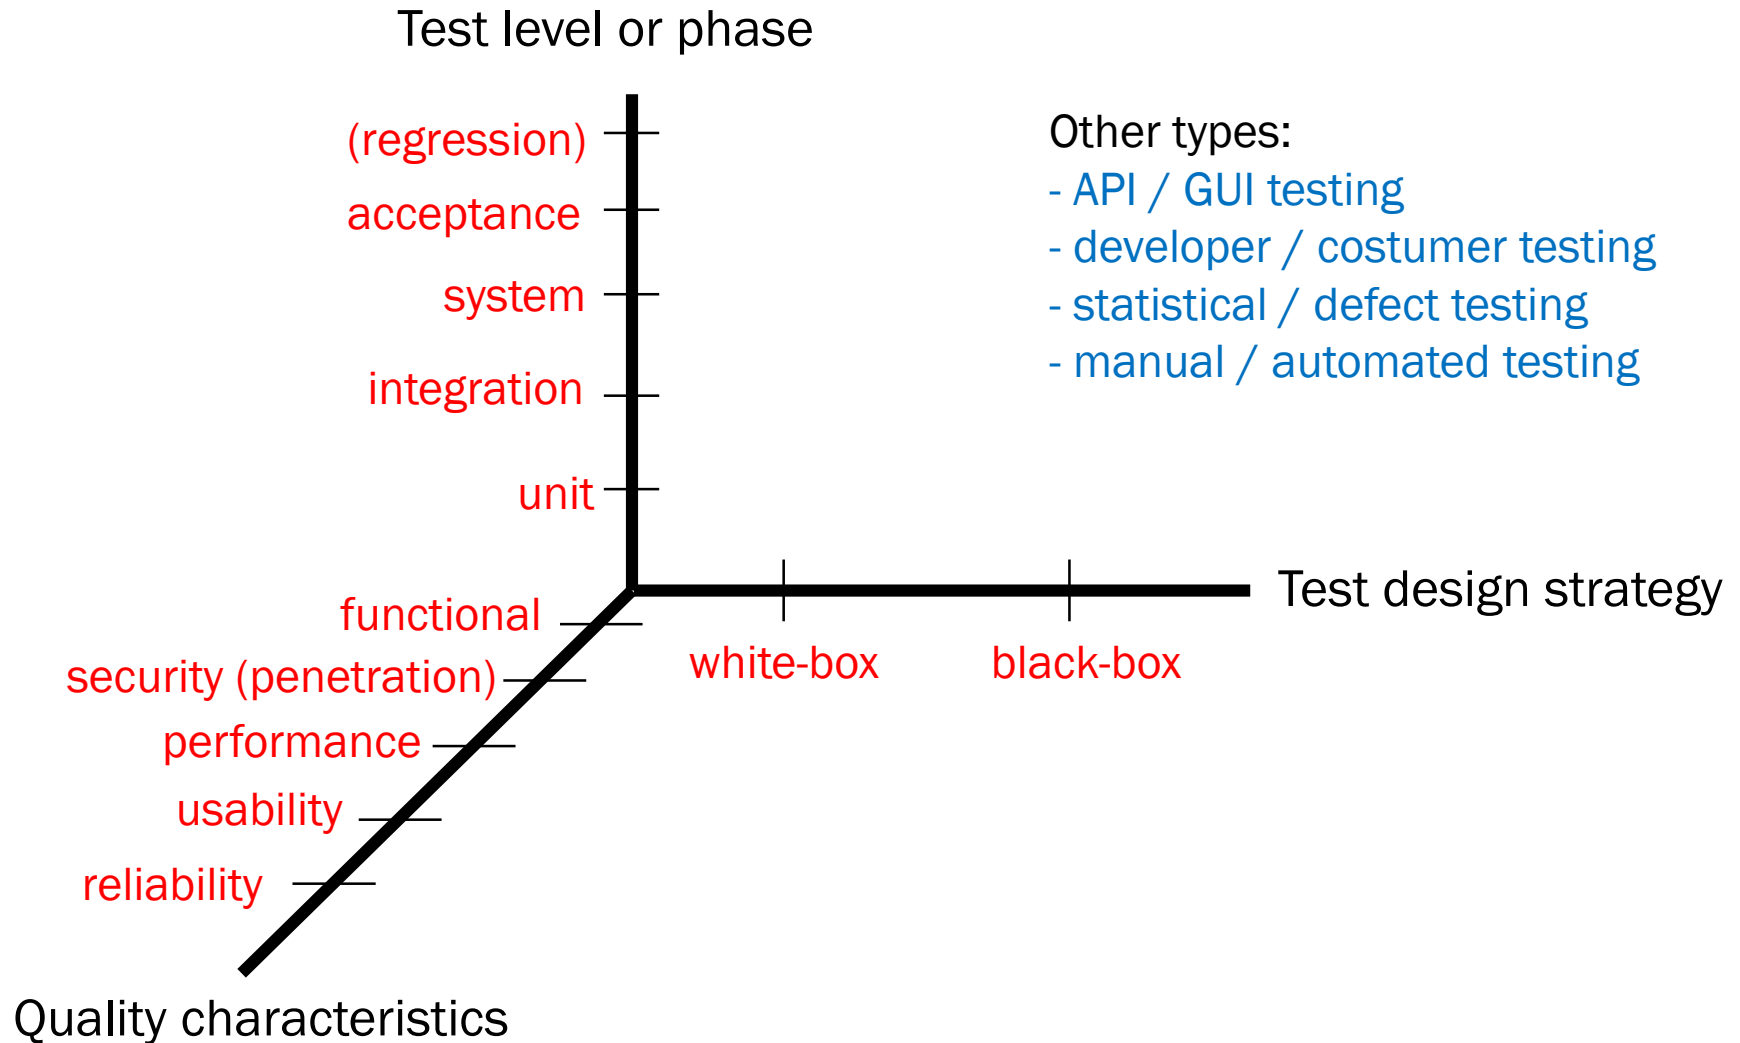 Test level or phase
(regression)
acceptance
system
integration
unit
Other types:
- API / GUI testing
- developer / costumer testing
- statistical / defect testing
- manual / automated testing
Test design strategy
white-box
black-box
functional
security (penetration)
performance
usability
reliability
Quality characteristics